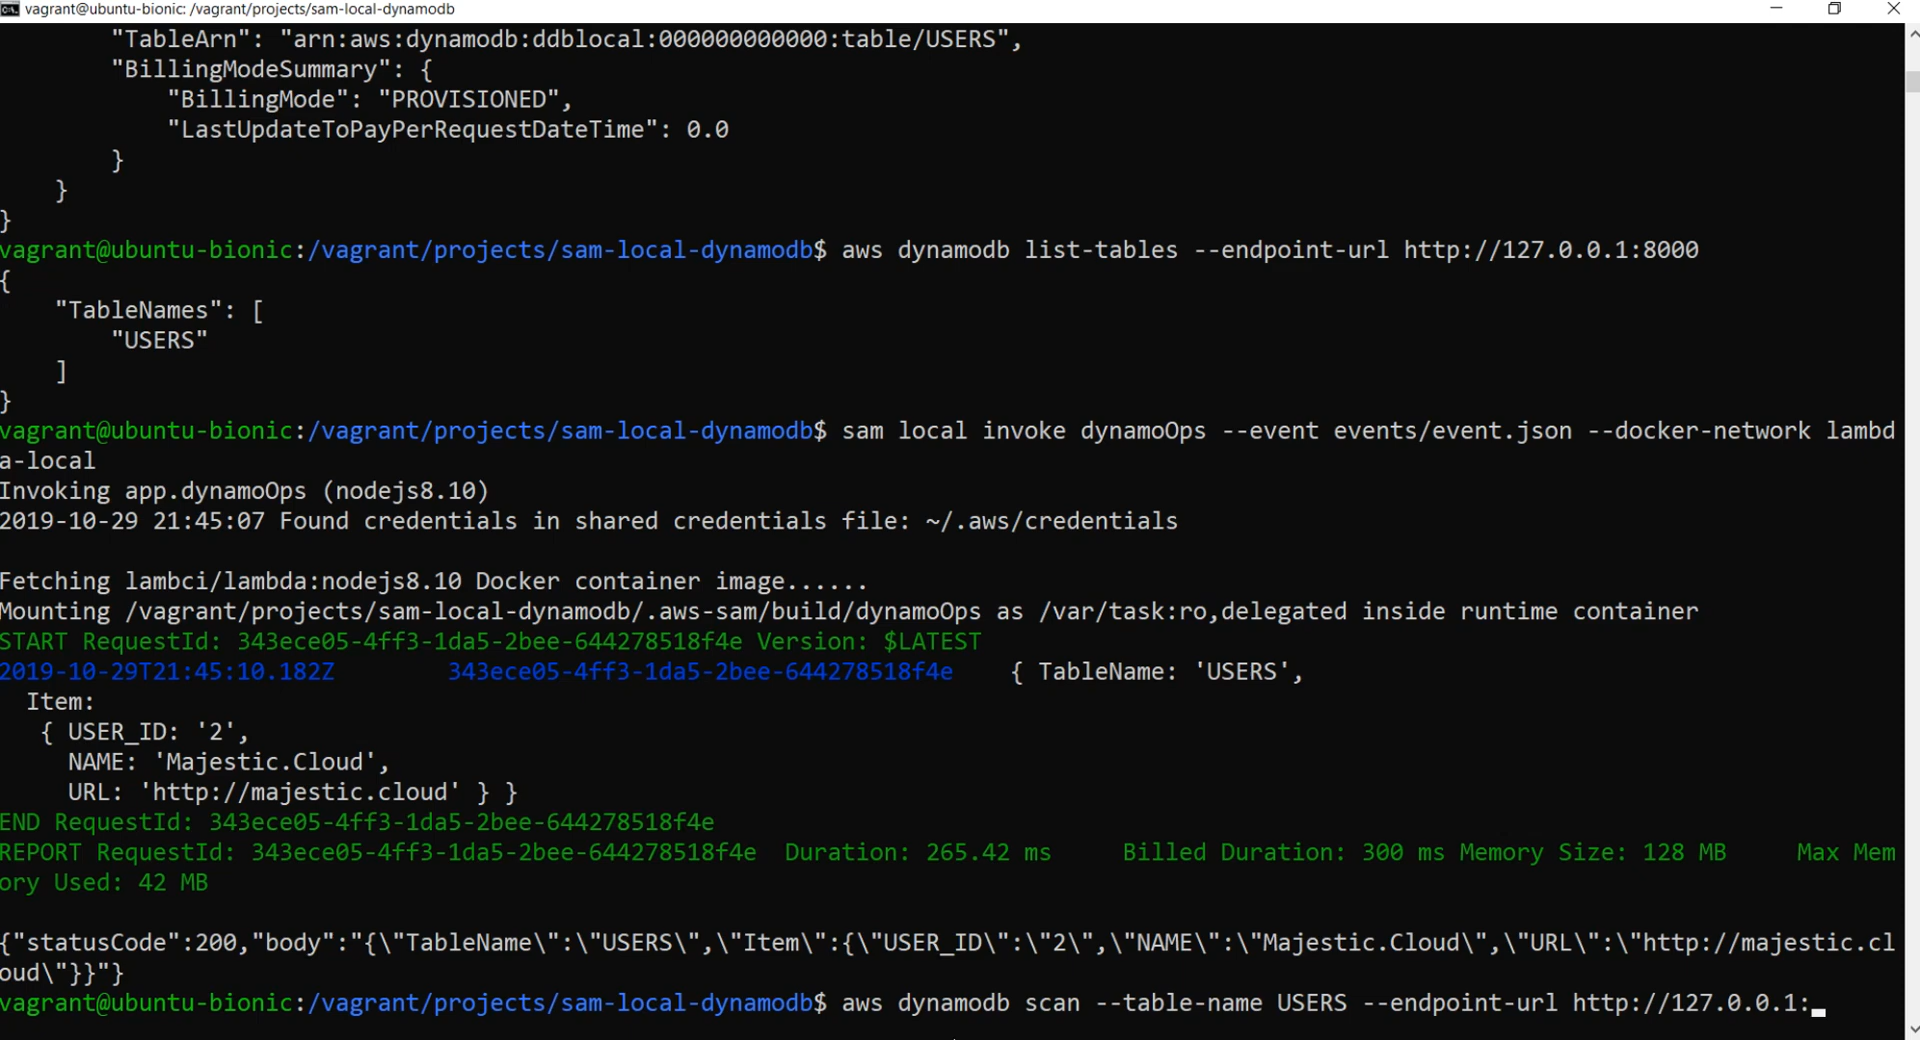 vagrant@ubuntu-bionic: /vagrant/projects/sam-local-dynamodb
"TableArn": "arn:aws:dynamodb:ddblocal:000000000000:table/USERS",
"BillingModeSummary": {
"BillingMode": "PROVISIONED",
"LastUpdateToPayPerRequestDateTime": 0.0
}
}
}
vagrant@ubuntu-bionic:/vagrant/projects/sam-local-dynamodb$ aws dynamodb list-tables --endpoint-url http://127.0.0.1:8000
{
"TableNames": [
"USERS"
]
}
vagrant@ubuntu-bionic:/vagrant/projects/sam-local-dynamodb$ sam local invoke dynamoOps --event events/event.json --docker-network lambd
a-local
Invoking app.dynamoOps (nodejs8.10)
2019-10-29 21:45:07 Found credentials in shared credentials file: ~/.aws/credentials
Fetching lambci/lambda:nodejs8.10 Docker container image......
Mounting /vagrant/projects/sam-local-dynamodb/.aws-sam/build/dynamoOps as /var/task:ro,delegated inside runtime container
START RequestId: 343ece05-4ff3-1da5-2bee-644278518f4e Version: $LATEST
2019-10-29T21:45:10.182Z 343ece05-4ff3-1da5-2bee-644278518f4e { TableName: 'USERS',
Item:
{ USER_ID: '2',
NAME: 'Majestic.Cloud',
URL: 'http://majestic.cloud' } }
END RequestId: 343ece05-4ff3-1da5-2bee-644278518f4e
REPORT RequestId: 343ece05-4ff3-1da5-2bee-644278518f4e Duration: 265.42 ms Billed Duration: 300 ms Memory Size: 128 MB Max Mem
ory Used: 42 MB
{"statusCode":200,"body":"{\"TableName\":\"USERS\",\"Item\":{\"USER_ID\":\"2\",\"NAME\":\"Majestic.Cloud\",\"URL\":\"http://majestic.cl
oud\"}}"}
vagrant@ubuntu-bionic:/vagrant/projects/sam-local-dynamodb$ aws dynamodb scan --table-name USERS --endpoint-url http://127.0.0.1: